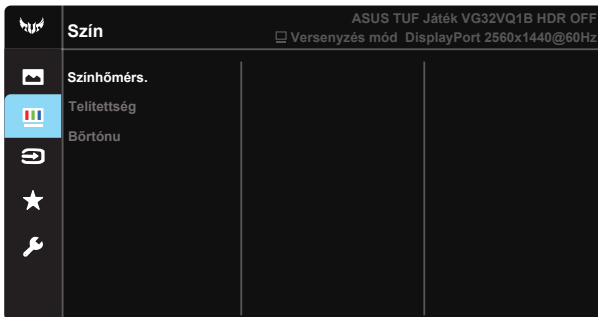 Szín
ASUS TUF Játék VG32VQ1B HDR OFF
Versenyzés mód DisplayPort 2560x1440@60Hz
Színhőmérs.
Telítettség
Bőrtónu